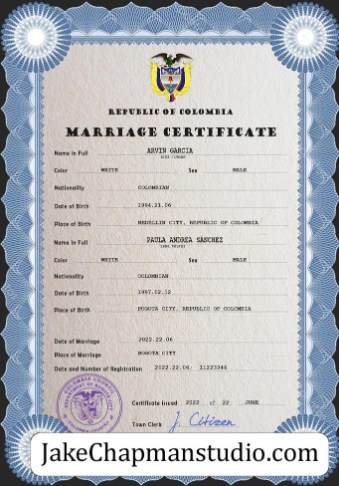 REPUBLIC OF COLOMBIA
MARRIAGE CERTIFICATE
Name in Full ARVIN GARCIA
Color WHITE Sex MALE
Nationality COLOMBIAN
Date of Birth 1994.21.06
Place of Birth MEDELLIN CITY, REPUBLIC OF COLOMBIA
Name in Full PAULA ANDREA SANCHEZ
Color WHITE Sex MALE
Nationality COLOMBIAN
Date of Birth 1997.02.12
Place of Birth BOGOTA CITY, REPUBLIC OF COLOMBIA
Date of Marriage 2022.22.06
Place of Marriage BOGOTA CITY
Date and Number of Registration 2022.22.06; 31223346
Certificate issued 2022 of 22 JUNE
Town Clerk J. Citizen
JakeChapmanstudio.com